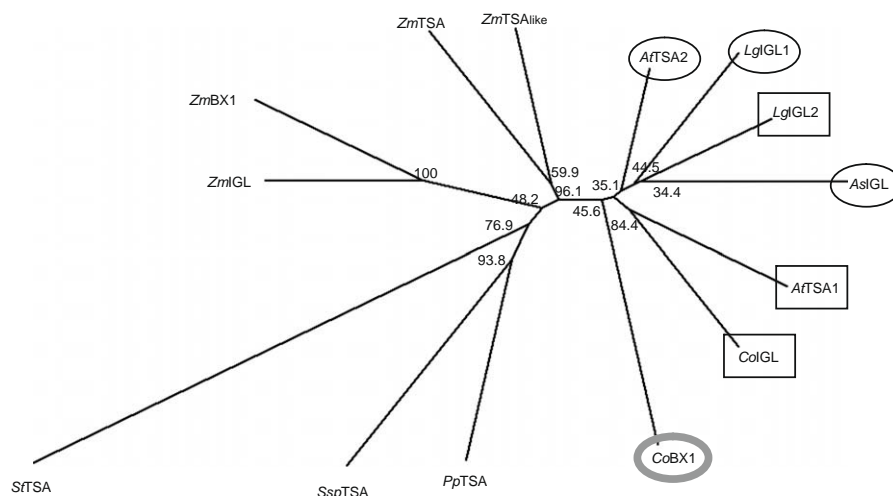 ZmTSA
ZmTSAlike
AtTSA2
LgIGL1
ZmBX1
LgIGL2
59.9
44.5
ZmIGL
100
AsIGL
48.2
96.1
35.1
34.4
76.9
45.6
84.4
93.8
AtTSA1
CoIGL
CoBX1
StTSA
SspTSA
PpTSA